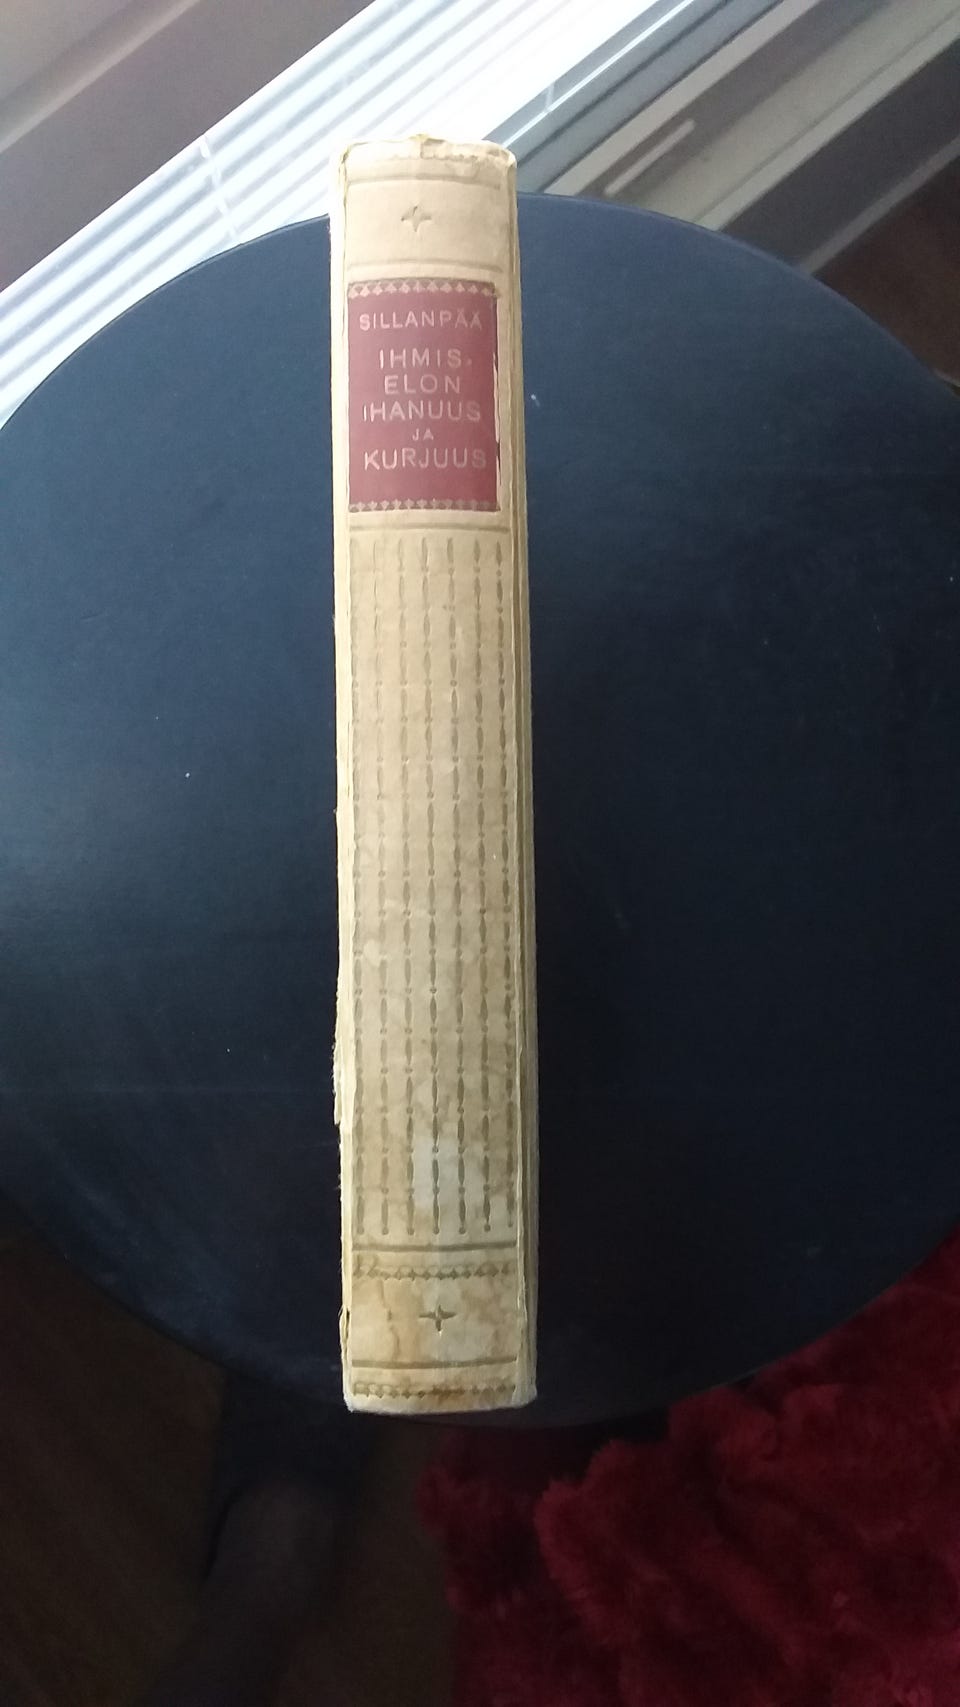 SILLANPÄÄ
IHMIS-
ELON
IHANUUS
JA
KURJUUS